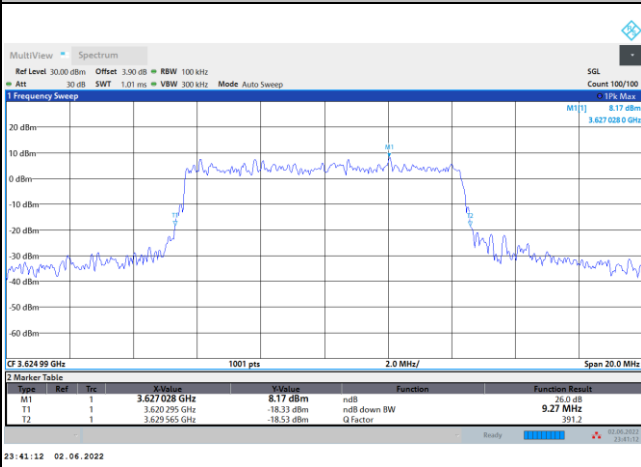 MultiView Spectrum
Ref Level 30.00 dBm Offset 3.90 dB RBW 100 kHz SGL
Att 30 dB SWT 1.01 ms VBW 300 kHz Mode Auto Sweep Count 100/100
1 Frequency Sweep 1Pk Max
M1[1] 8.17 dBm
3.627 028 0 GHz
20 dBm
M1
10 dBm
0 dBm
-10 dBm
T1 T2
-20 dBm
-30 dBm
-40 dBm
-50 dBm
-60 dBm
CF 3.624 99 GHz 1001 pts 2.0 MHz/ Span 20.0 MHz
2 Marker Table
Type Ref Trc X-Value Y-Value Function Function Result
M1 1 3.627 028 GHz 8.17 dBm ndB 26.0 dB
T1 1 3.620 295 GHz -18.33 dBm ndB down BW 9.27 MHz
T2 1 3.629 565 GHz -18.53 dBm Q Factor 391.2
Ready 02.06.2022
23:41:12
23:41:12 02.06.2022